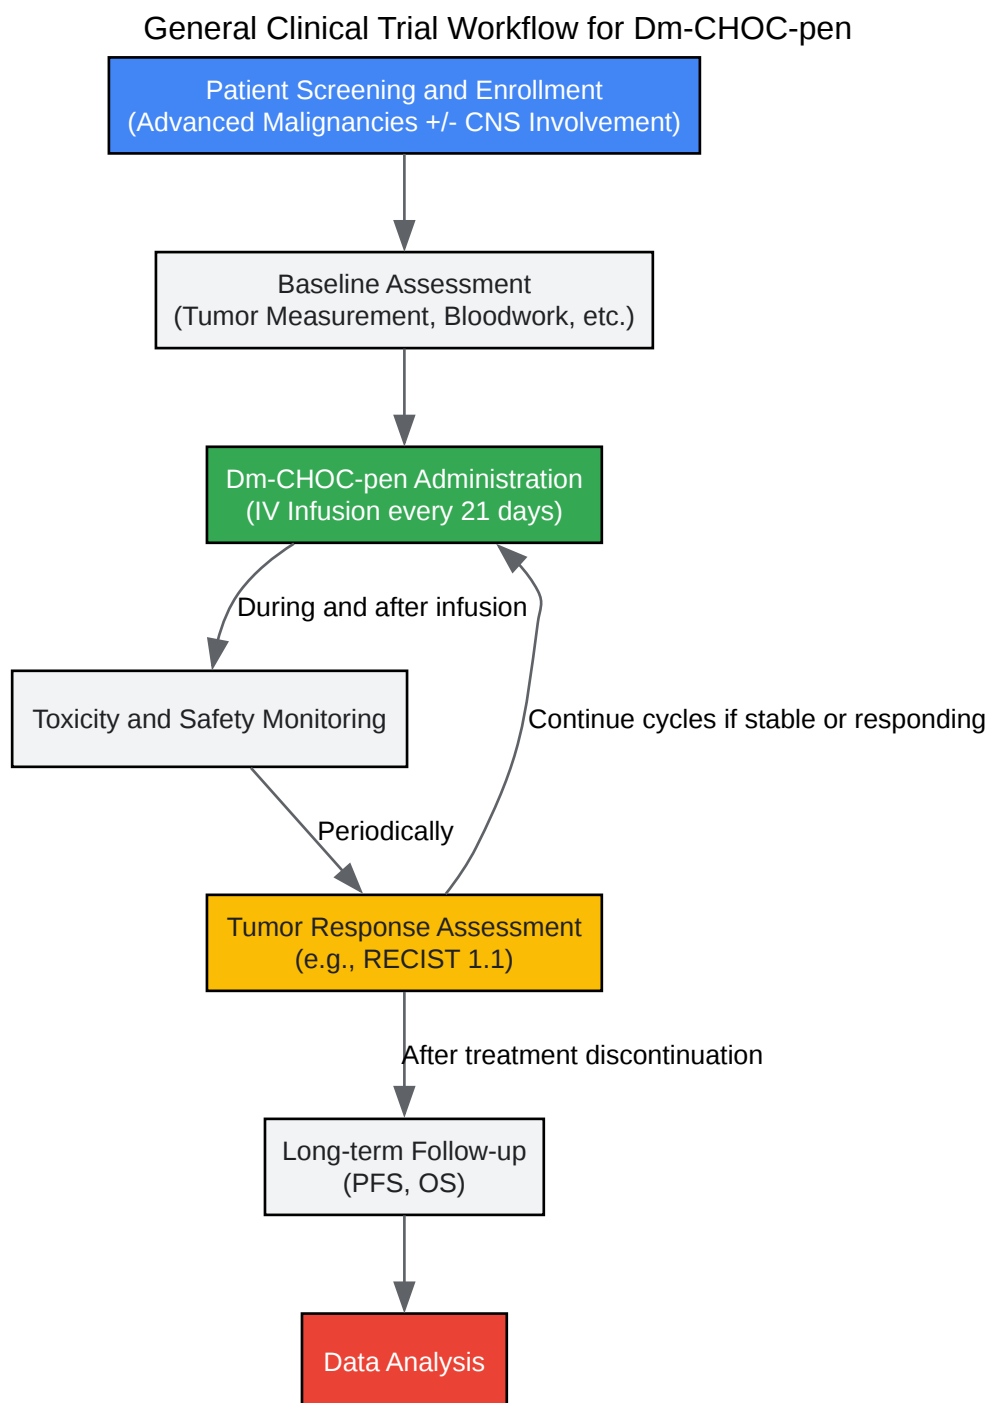 General Clinical Trial Workflow for Dm-CHOC-pen
Patient Screening and Enrollment
(Advanced Malignancies +/- CNS Involvement)
Baseline Assessment
(Tumor Measurement, Bloodwork, etc.)
Dm-CHOC-pen Administration
(IV Infusion every 21 days)
During and after infusion
Toxicity and Safety Monitoring
Continue cycles if stable or responding
Periodically
Tumor Response Assessment
(e.g., RECIST 1.1)
After treatment discontinuation
Long-term Follow-up
(PFS, OS)
Data Analysis